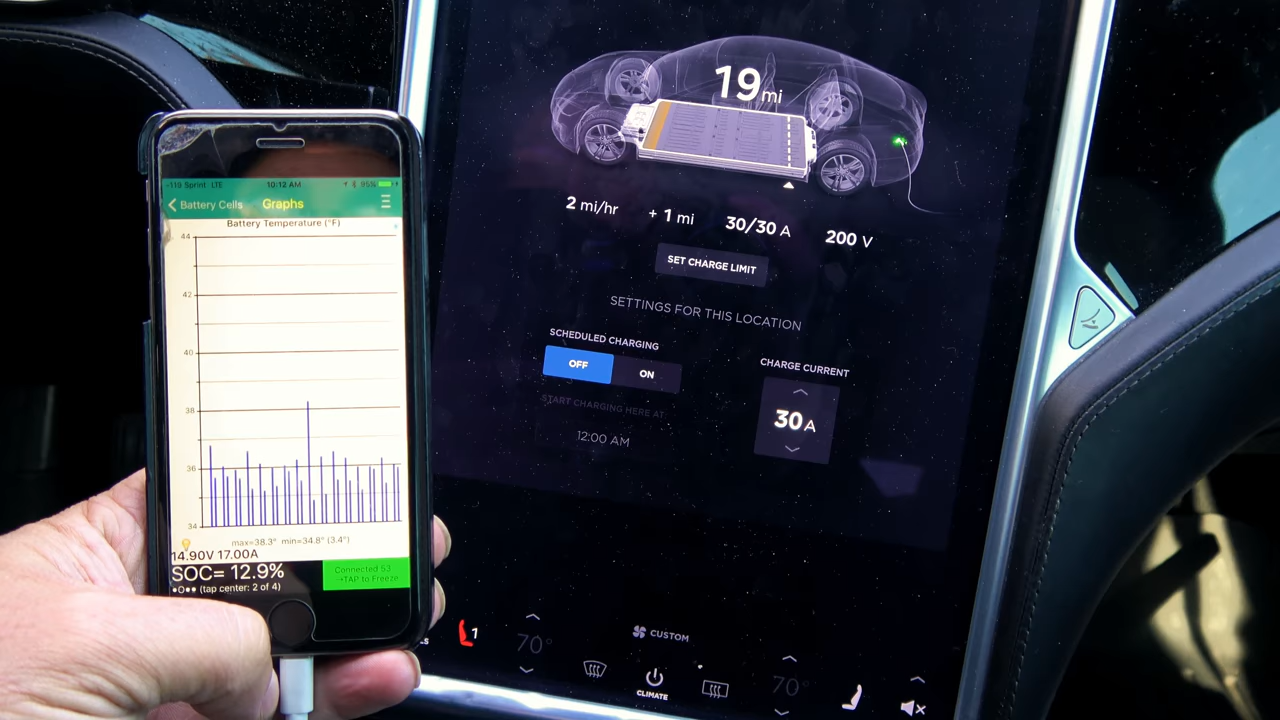 -110 Sprint LTE 10:12 AM 95%
Battery Cells Graphs
Battery Temperature (°F)
44
42
40
38
36
34
max=38.3° min=34.8° (3.4°)
14.90V 17.00A
SOC= 12.9%
(tap center: 2 of 4)
Connected 53
->TAP to Freeze
19 mi
2 mi/hr + 1 mi 30/30 A 200 V
SET CHARGE LIMIT
SETTINGS FOR THIS LOCATION
SCHEDULED CHARGING
OFF ON
START CHARGING HERE AT
12:00 AM
CHARGE CURRENT
30A
1
70°
CUSTOM
CLIMATE
70°